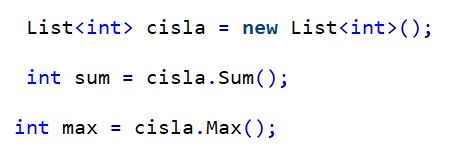 List<int> cisla = new List<int>();
int sum = cisla.Sum();
int max = cisla.Max();